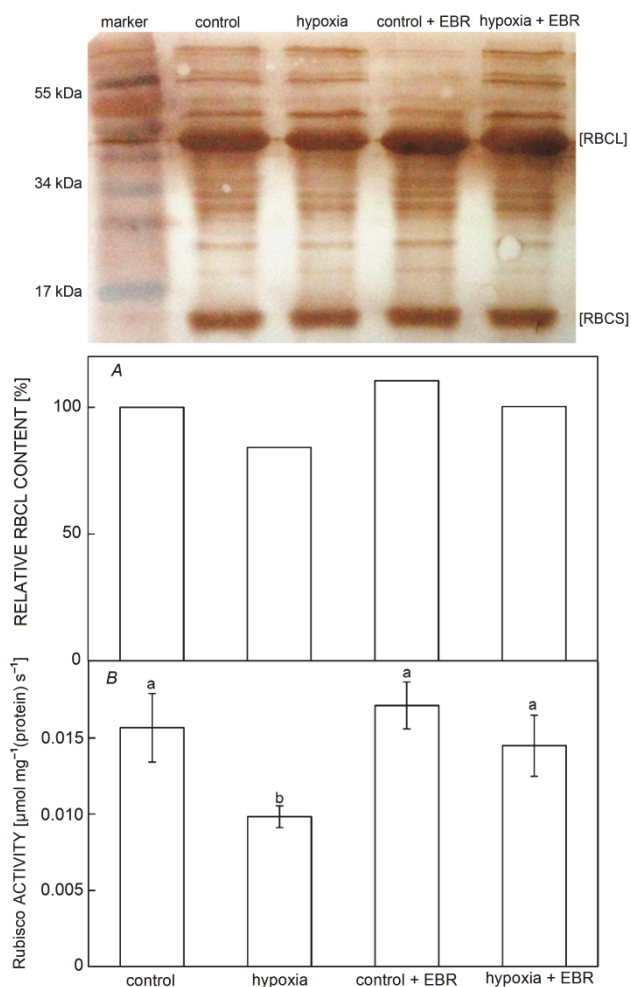 marker control hypoxia control + EBR hypoxia + EBR
55 kDa
[RBCL]
34 kDa
17 kDa
[RBCS]
A
RELATIVE RBCL CONTENT [%]
100
50
0
B
Rubisco ACTIVITY [µmol mg⁻¹(protein) s⁻¹]
a
b
a
a
0.015
0.010
0.005
0
control hypoxia control + EBR hypoxia + EBR